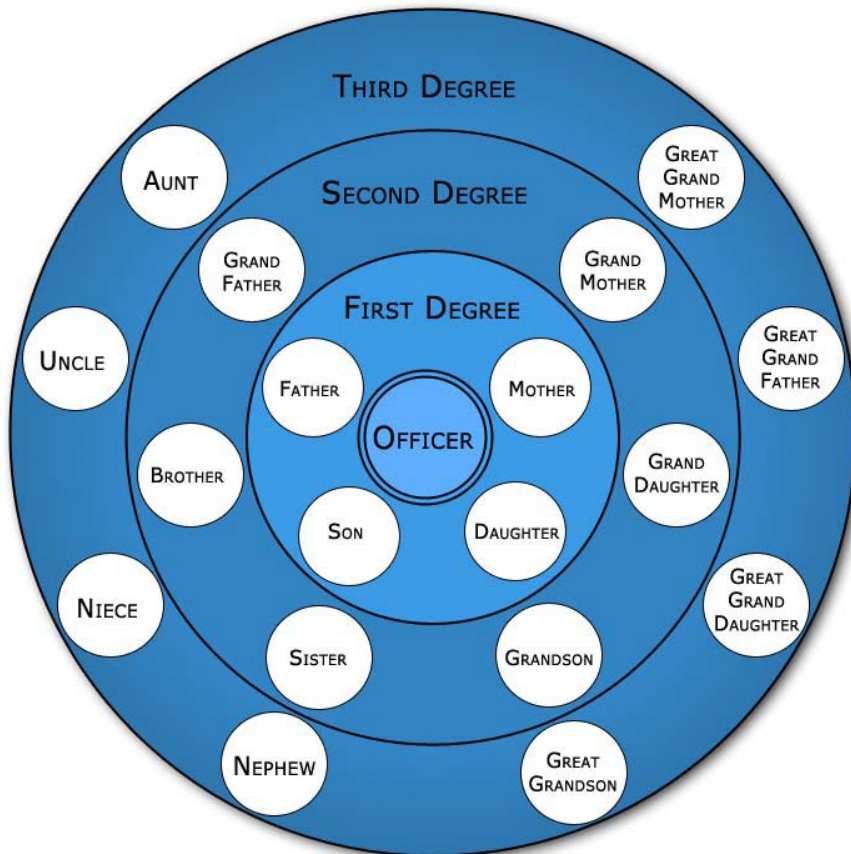 THIRD DEGREE
AUNT
GREAT
GRAND
MOTHER
SECOND DEGREE
GRAND
FATHER
GRAND
MOTHER
FIRST DEGREE
UNCLE
GREAT
GRAND
FATHER
FATHER
MOTHER
OFFICER
BROTHER
GRAND
DAUGHTER
SON
DAUGHTER
NIECE
GREAT
GRAND
DAUGHTER
SISTER
GRANDSON
NEPHEW
GREAT
GRANDSON